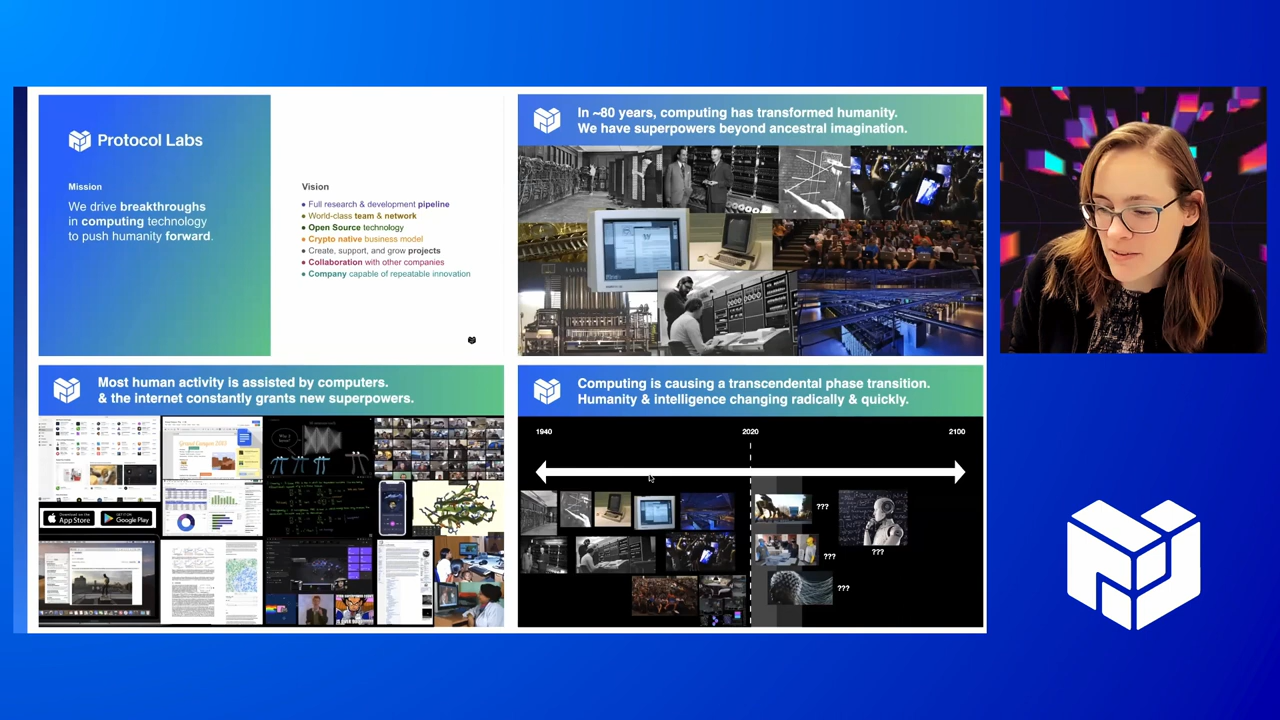 Protocol Labs
Mission
We drive breakthroughs
in computing technology
to push humanity forward.
Vision
● Full research & development pipeline
● World-class team & network
● Open Source technology
● Crypto native business model
● Create, support, and grow projects
● Collaboration with other companies
● Company capable of repeatable innovation
In ~80 years, computing has transformed humanity.
We have superpowers beyond ancestral imagination.
Most human activity is assisted by computers.
& the internet constantly grants new superpowers.
App Store
Google Play
Computing is causing a transcendental phase transition.
Humanity & intelligence changing radically & quickly.
1940
2020
2100
???
???
???
???